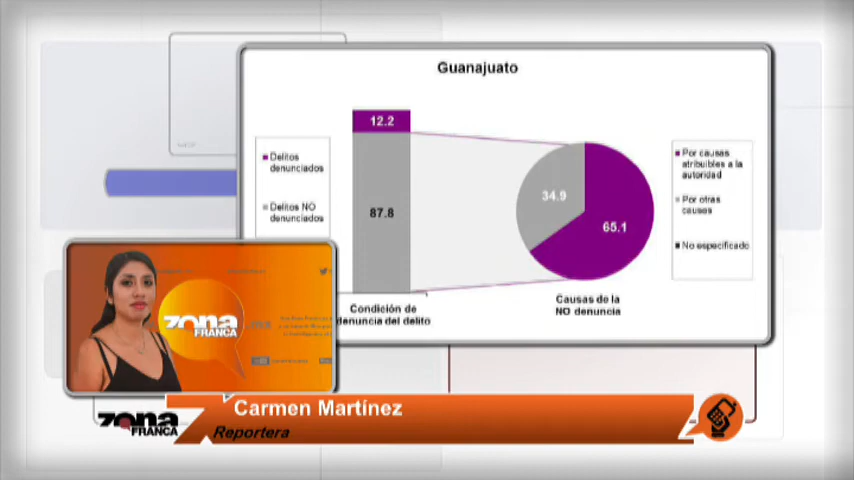 Guanajuato
12.2
87.8
Delitos
denunciados
Delitos NO
denunciados
Condición de
denuncia del delito
34.9
65.1
Causas de la
NO denuncia
Por causas
atribuibles a la
autoridad
Por otras
causas
No especificado
zona
FRANCA
Carmen Martínez
Reportera
zona
FRANCA